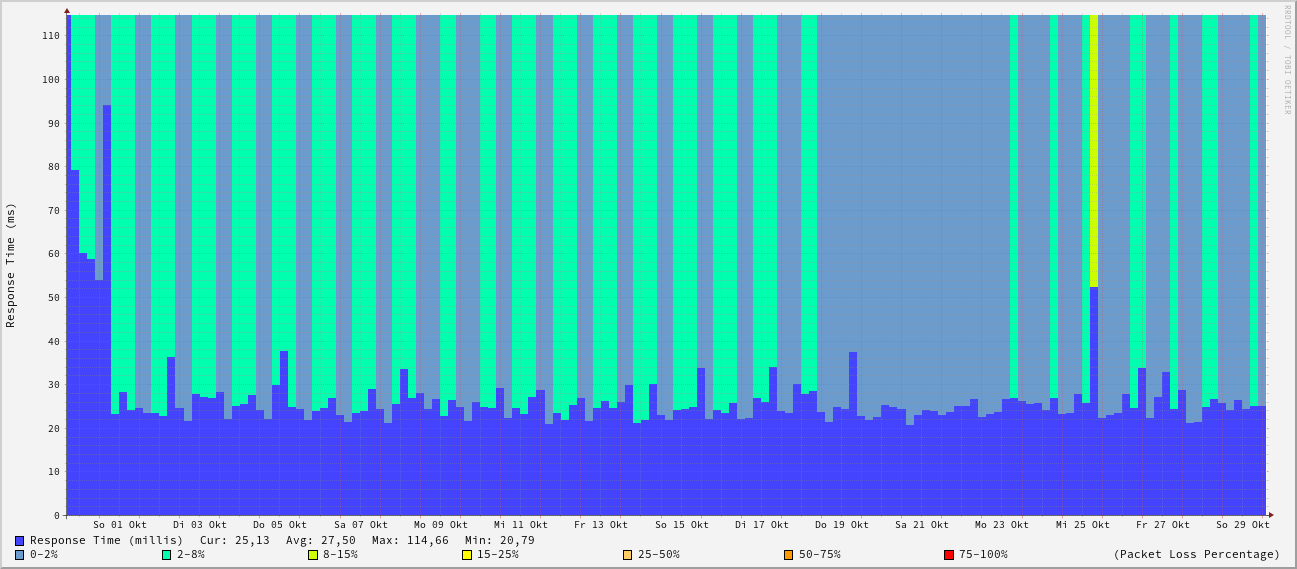 RRDTOOL / TOBI OETIKER
Response Time (ms)
110
100
90
80
70
60
50
40
30
20
10
0
So 01 Okt Di 03 Okt Do 05 Okt Sa 07 Okt Mo 09 Okt Mi 11 Okt Fr 13 Okt So 15 Okt Di 17 Okt Do 19 Okt Sa 21 Okt Mo 23 Okt Mi 25 Okt Fr 27 Okt So 29 Okt
Response Time (millis) Cur: 25,13 Avg: 27,50 Max: 114,66 Min: 20,79
0-2% 2-8% 8-15% 15-25% 25-50% 50-75% 75-100% (Packet Loss Percentage)